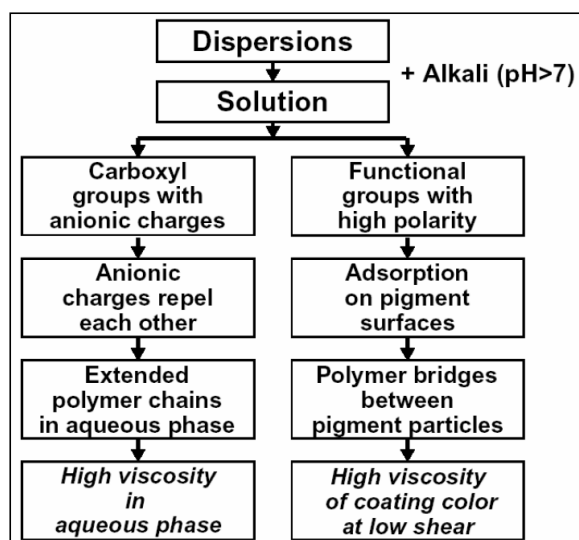 Dispersions
+ Alkali (pH>7)
Solution
Carboxyl
groups with
anionic charges
Functional
groups with
high polarity
Anionic
charges repel
each other
Adsorption
on pigment
surfaces
Extended
polymer chains
in aqueous phase
Polymer bridges
between
pigment particles
High viscosity
in
aqueous phase
High viscosity
of coating color
at low shear